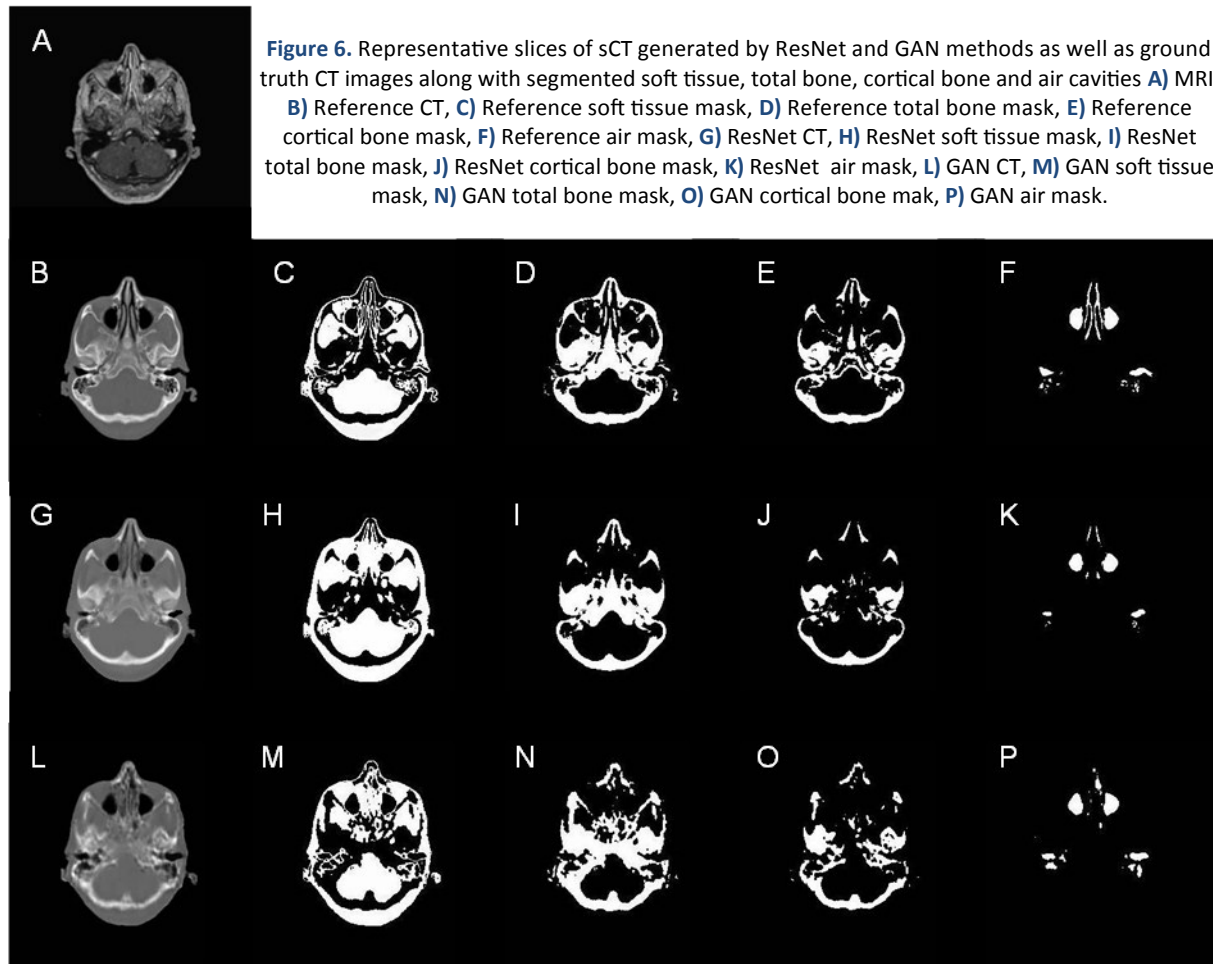 A
Figure 6. Representative slices of sCT generated by ResNet and GAN methods as well as ground
truth CT images along with segmented soft tissue, total bone, cortical bone and air cavities A) MRI
B) Reference CT, C) Reference soft tissue mask, D) Reference total bone mask, E) Reference
cortical bone mask, F) Reference air mask, G) ResNet CT, H) ResNet soft tissue mask, I) ResNet
total bone mask, J) ResNet cortical bone mask, K) ResNet air mask, L) GAN CT, M) GAN soft tissue
mask, N) GAN total bone mask, O) GAN cortical bone mak, P) GAN air mask.
B C D E F
G H I J K
L M N O P